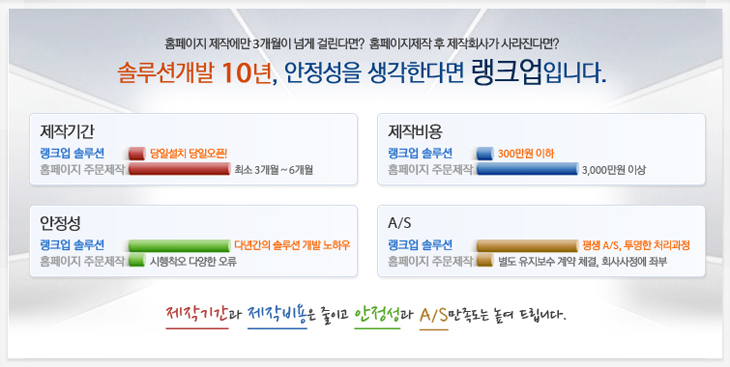 홈페이지 제작에만 3개월이 넘게 걸린다면? 홈페이지제작 후 제작회사가 사라진다면?
솔루션개발 10년, 안정성을 생각한다면 랭크업입니다.
제작기간
랭크업 솔루션 당일설치 당일오픈!
홈페이지 주문제작 최소 3개월 ~ 6개월
제작비용
랭크업 솔루션 300만원 이하
홈페이지 주문제작 3,000만원 이상
안정성
랭크업 솔루션 다년간의 솔루션 개발 노하우
홈페이지 주문제작 시행착오 다양한 오류
A/S
랭크업 솔루션 평생 A/S, 투명한 처리과정
홈페이지 주문제작 별도 유지보수 계약 체결, 회사사정에 좌부
제작기간과 제작비용은 줄이고 안정성과 A/S만족도는 높여 드립니다.